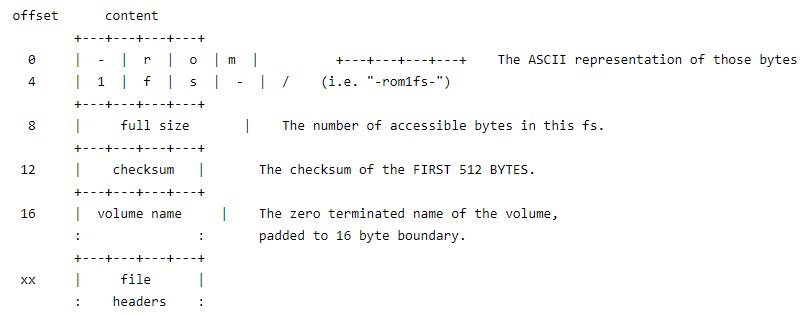 offset      content
        +---+---+---+---+
  0     | - | r | o | m |          +---+---+---+---+    The ASCII representation of those bytes
  4     | 1 | f | s | - |  /    (i.e. "-rom1fs-")
        +---+---+---+---+
  8     |     full size       |    The number of accessible bytes in this fs.
        +---+---+---+---+
 12     |    checksum   |       The checksum of the FIRST 512 BYTES.
        +---+---+---+---+
 16     |  volume name     |    The zero terminated name of the volume,
        :               :       padded to 16 byte boundary.
        +---+---+---+---+
 xx     |     file      |
        :    headers    :